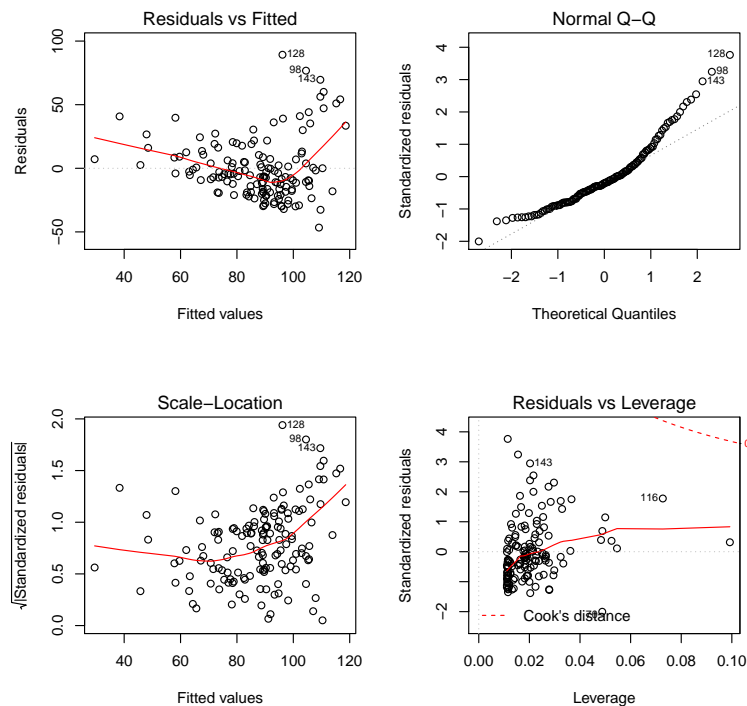 Residuals vs Fitted
Residuals
100
50
0
−50
128
98
143
40 60 80 100 120
Fitted values
Normal Q−Q
Standardized residuals
4
3
2
1
0
−1
−2
128
98
143
−2 −1 0 1 2
Theoretical Quantiles
Scale−Location
√|Standardized residuals|
2.0
1.5
1.0
0.5
0.0
128
98
143
40 60 80 100 120
Fitted values
Residuals vs Leverage
Standardized residuals
4
3
2
1
0
−1
−2
143
116
Cook's distance
0.00 0.02 0.04 0.06 0.08 0.10
Leverage